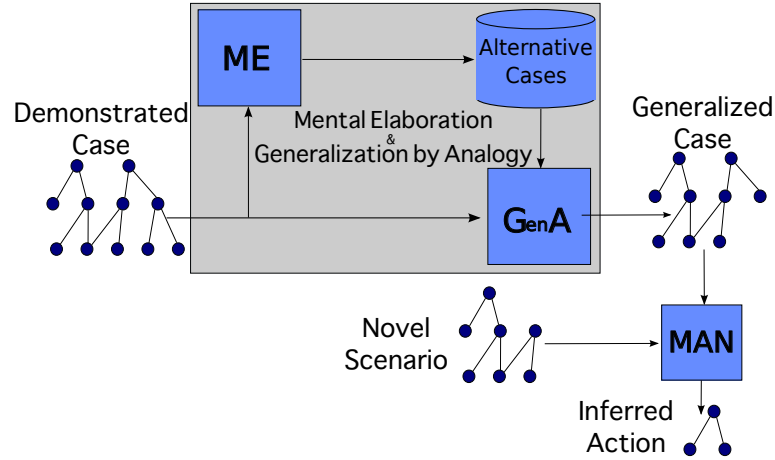 ME
Alternative
Cases
Demonstrated
Case
Mental Elaboration
&
Generalization by Analogy
Generalized
Case
GenA
Novel
Scenario
MAN
Inferred
Action